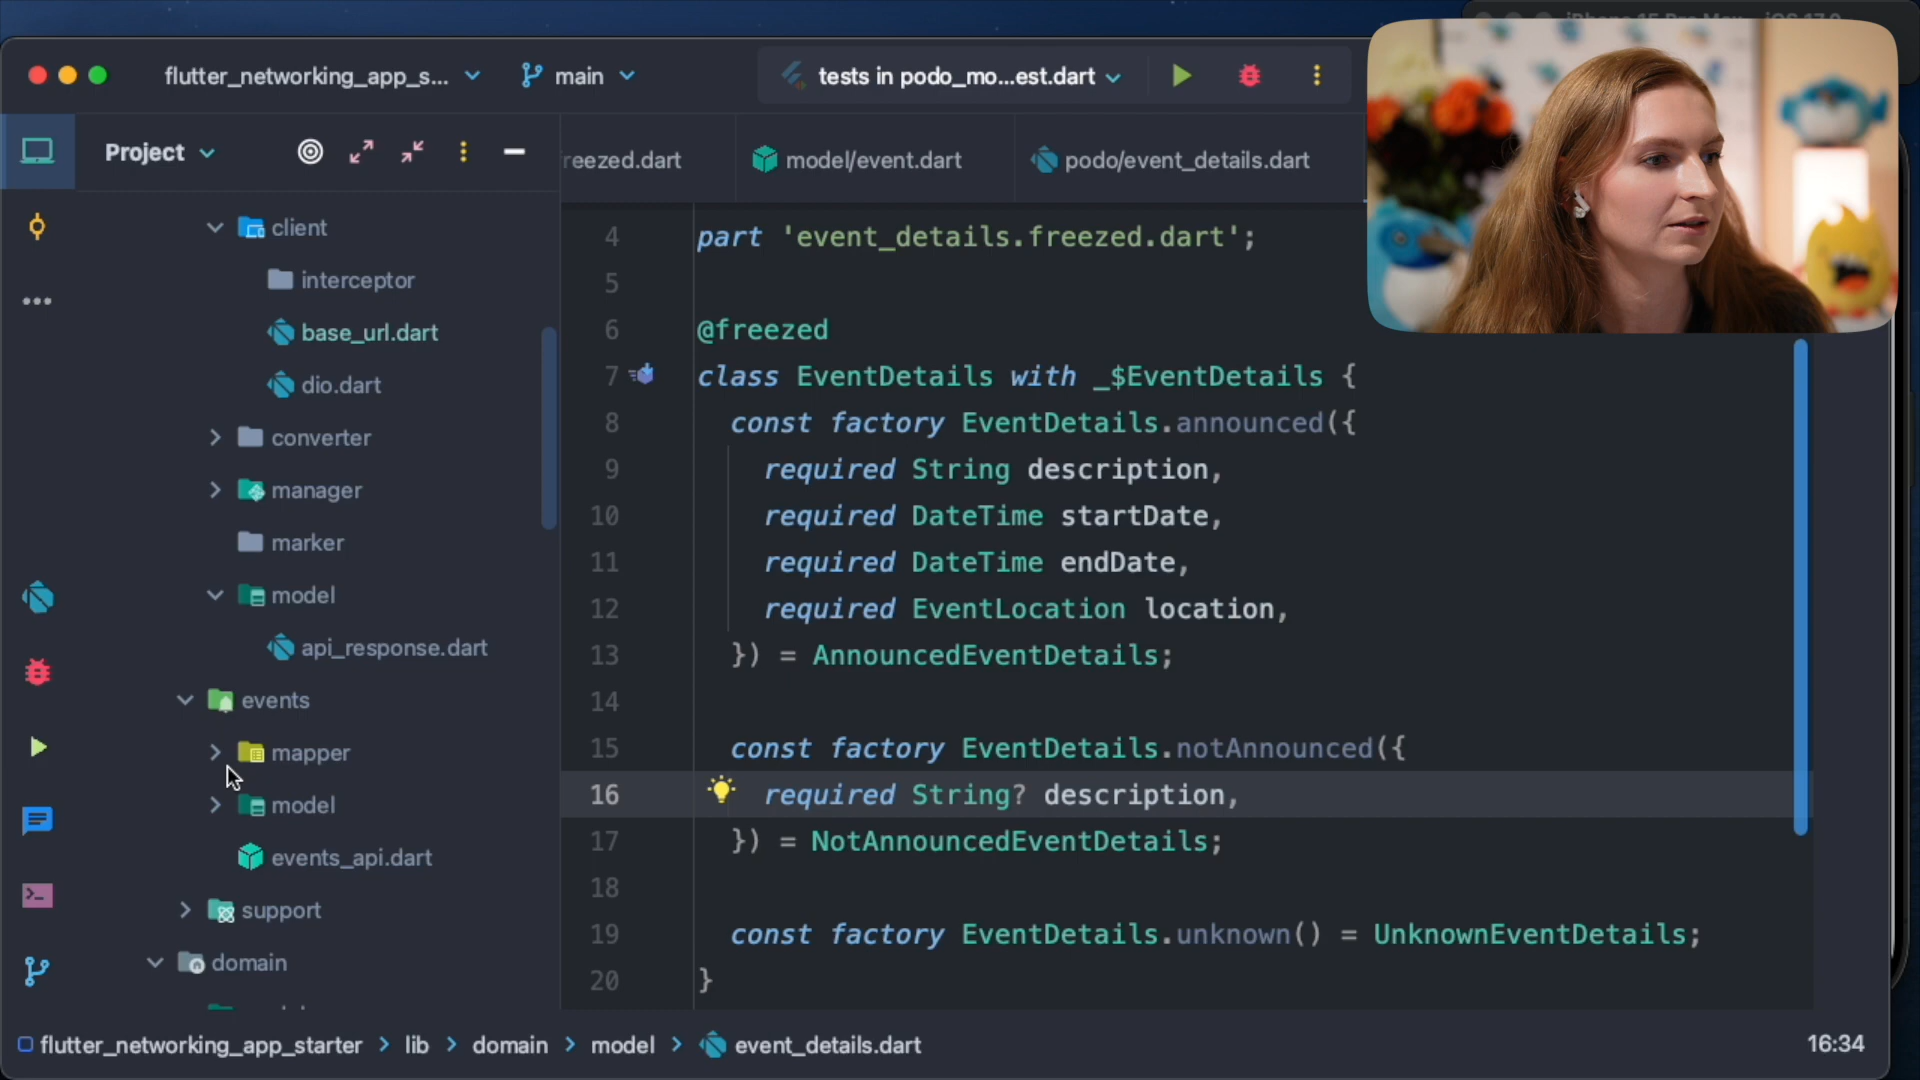 flutter_networking_app_s...
main
tests in podo_mo...est.dart
Project
reezed.dart
model/event.dart
podo/event_details.dart
client
interceptor
base_url.dart
dio.dart
converter
manager
marker
model
api_response.dart
events
mapper
model
events_api.dart
support
domain
4 part 'event_details.freezed.dart';
5
6 @freezed
7 class EventDetails with _$EventDetails {
8 const factory EventDetails.announced({
9 required String description,
10 required DateTime startDate,
11 required DateTime endDate,
12 required EventLocation location,
13 }) = AnnouncedEventDetails;
14
15 const factory EventDetails.notAnnounced({
16 required String? description,
17 }) = NotAnnouncedEventDetails;
18
19 const factory EventDetails.unknown() = UnknownEventDetails;
20 }
flutter_networking_app_starter > lib > domain > model > event_details.dart
16:34